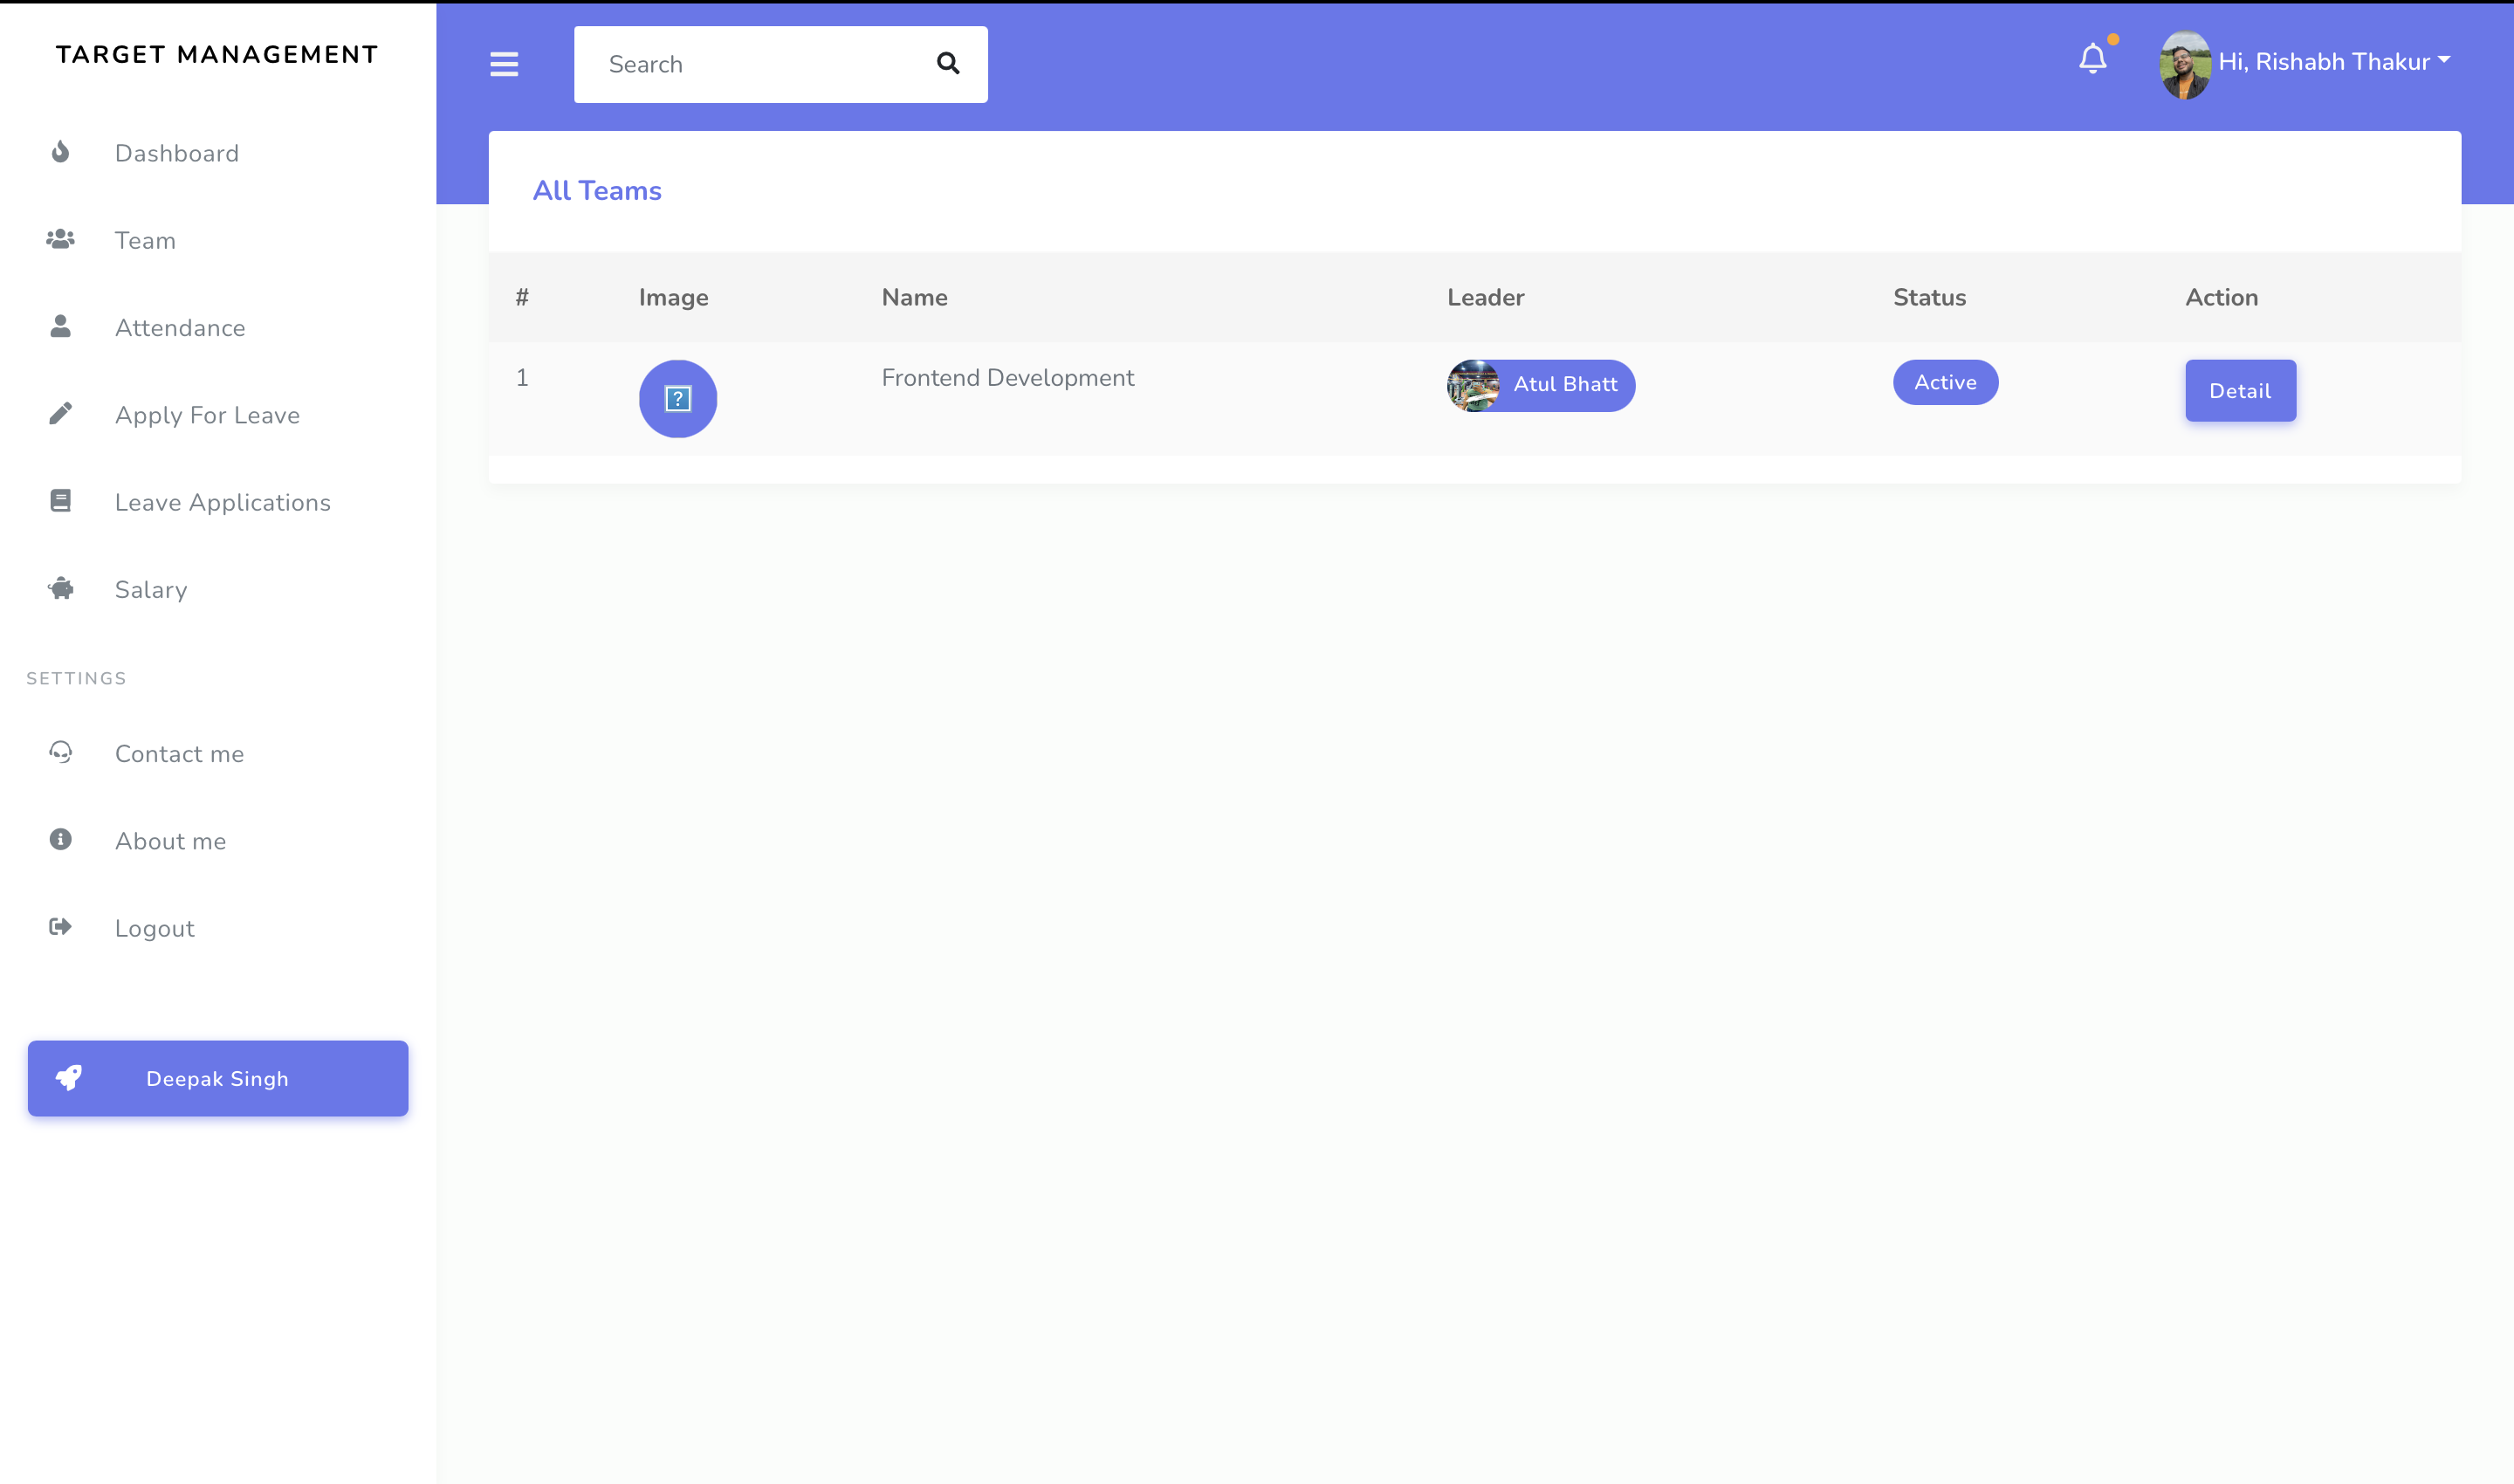 TARGET MANAGEMENT
Dashboard
Team
Attendance
Apply For Leave
Leave Applications
Salary
SETTINGS
Contact me
About me
Logout
Deepak Singh
Search
Hi, Rishabh Thakur
All Teams
# Image Name Leader Status Action
1 ? Frontend Development Atul Bhatt Active Detail